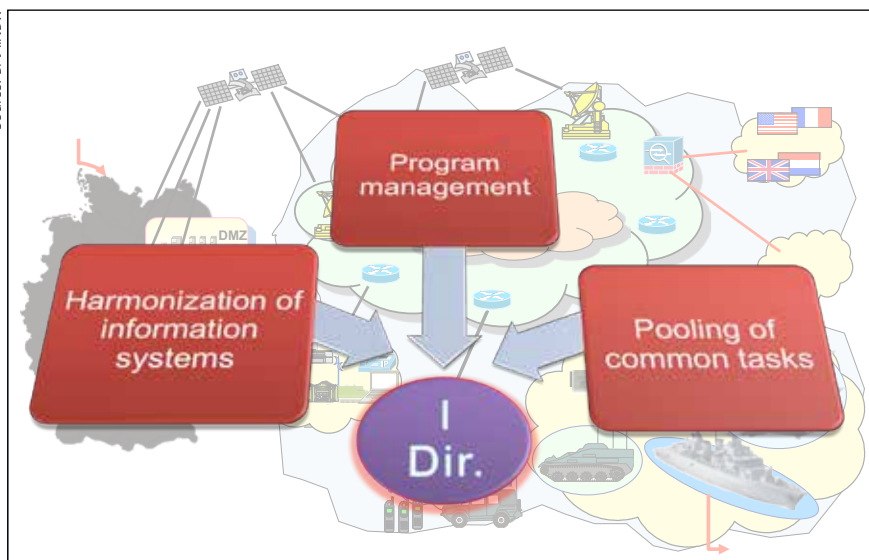 Program
management
DMZ
Harmonization of
information
systems
Pooling of
common tasks
I
Dir.